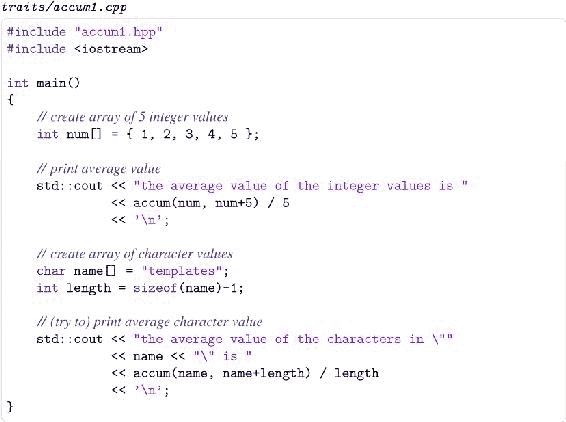 traits/accum1.cpp
#include "accum1.hpp"
#include <iostream>
int main()
{
// create array of 5 integer values
int num[] = { 1, 2, 3, 4, 5 };
// print average value
std::cout << "the average value of the integer values is "
<< accum(num, num+5) / 5
<< '\n';
// create array of character values
char name[] = "templates";
int length = sizeof(name)-1;
// (try to) print average character value
std::cout << "the average value of the characters in \""
<< name << "\" is "
<< accum(name, name+length) / length
<< '\n';
}